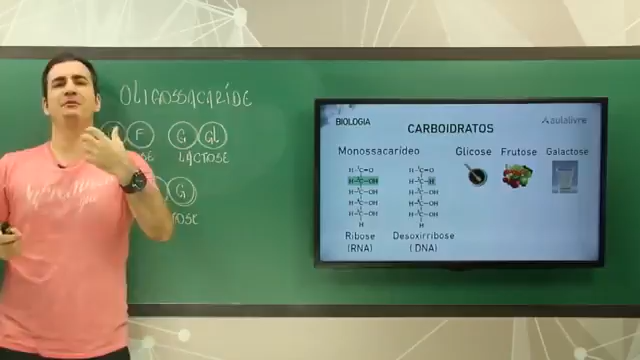 OLIGOSSACARÍDE
F
G Gl
LACTOSE
G
BIOLOGIA
aulalivre
CARBOIDRATOS
Monossacarídeo
Glicose
Frutose
Galactose
H-C=O
H-C-OH
H-C-OH
H-C-OH
H-C-OH
H
H-C=O
H-C-H
H-C-OH
H-C-OH
H-C-OH
H
Ribose
(RNA)
Desoxirribose
(DNA)